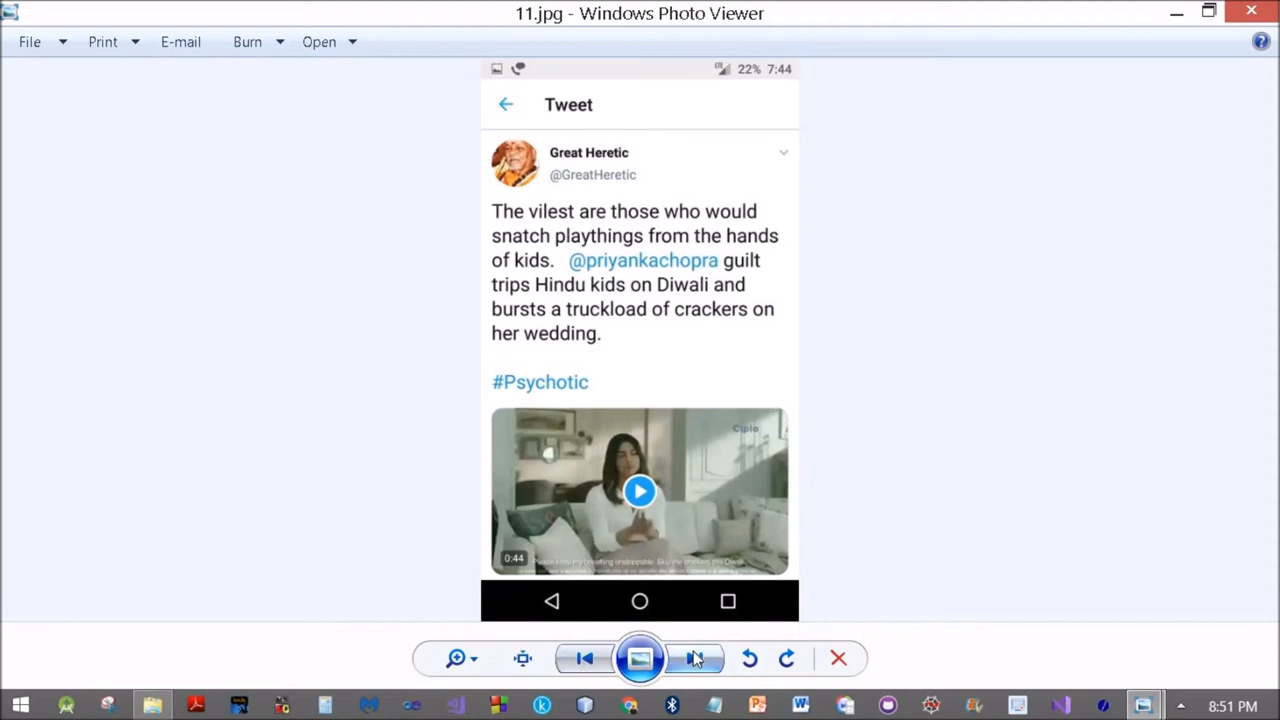 11.jpg - Windows Photo Viewer
File Print E-mail Burn Open
22% 7:44
Tweet
Great Heretic
@GreatHeretic
The vilest are those who would
snatch playthings from the hands
of kids. @priyankachopra guilt
trips Hindu kids on Diwali and
bursts a truckload of crackers on
her wedding.
#Psychotic
Cipla
0:44
8:51 PM